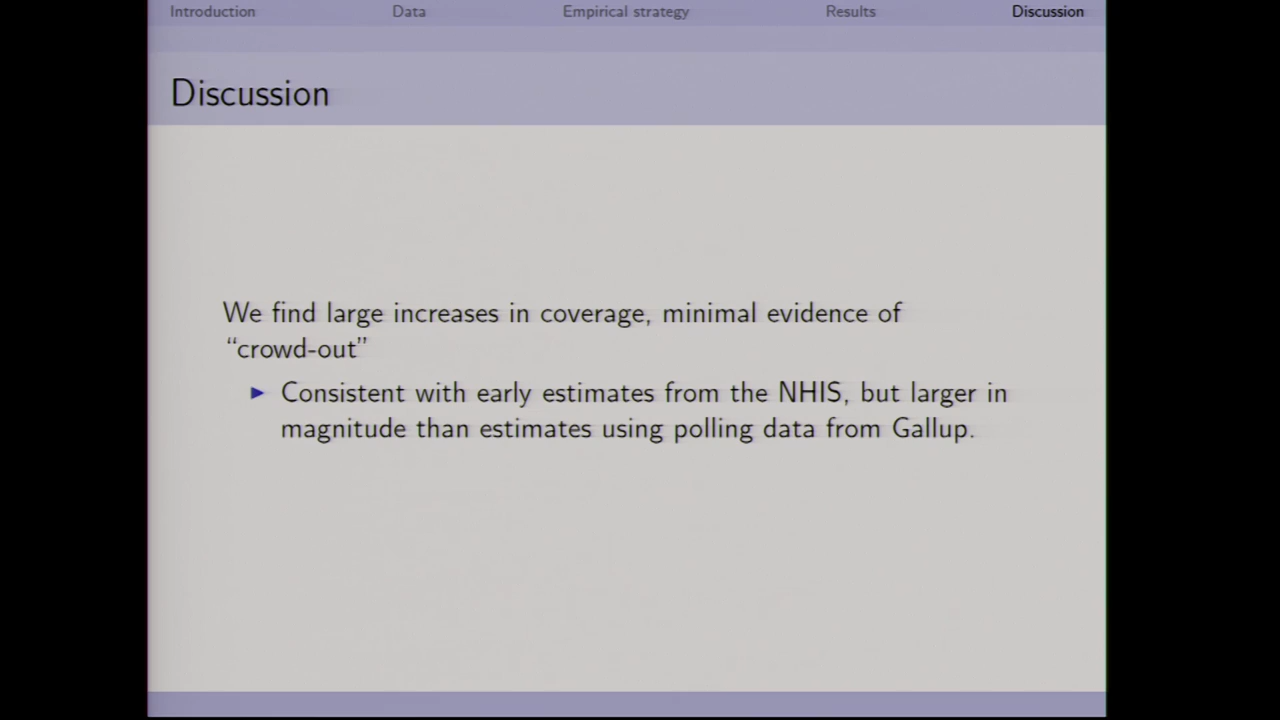 Introduction Data Empirical strategy Results Discussion
Discussion
We find large increases in coverage, minimal evidence of
“crowd-out”
Consistent with early estimates from the NHIS, but larger in
magnitude than estimates using polling data from Gallup.